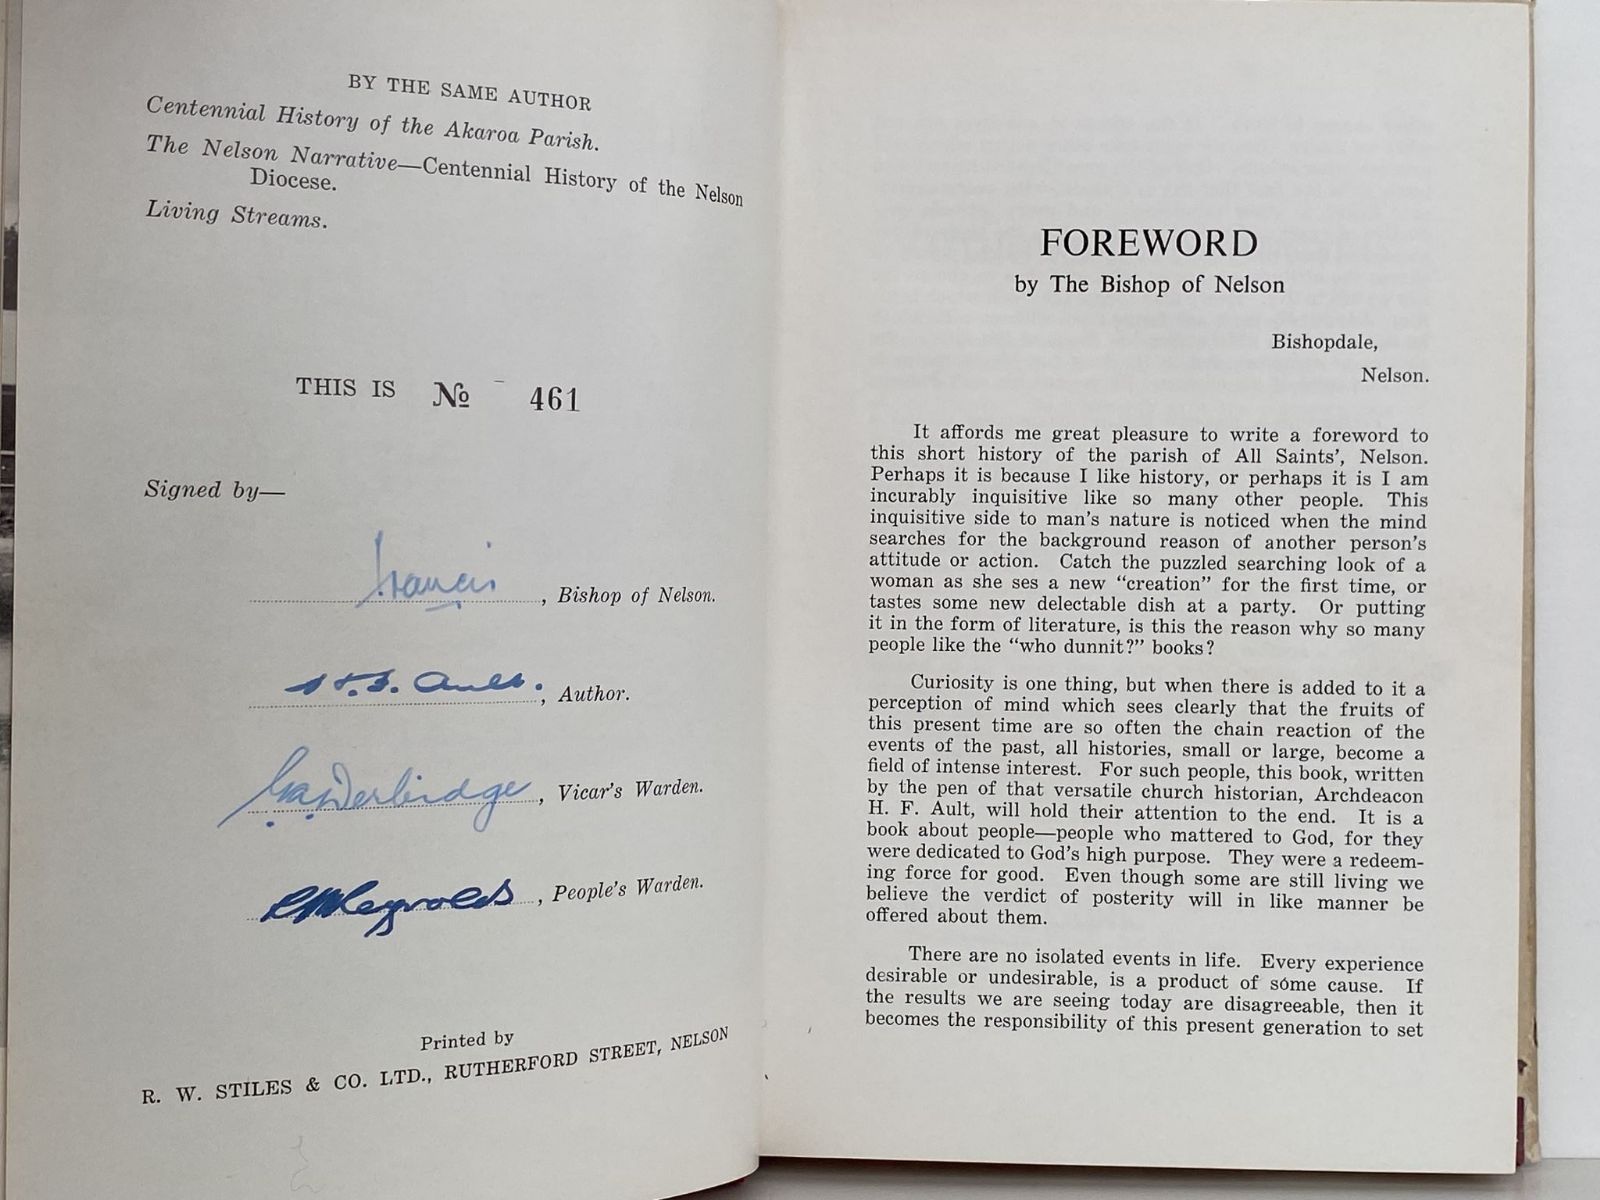 BY THE SAME AUTHOR
Centennial History of the Akaroa Parish.
The Nelson Narrative—Centennial History of the Nelson
Diocese.
Living Streams.
THIS IS № 461
Signed by—
Francis, Bishop of Nelson.
H. F. Ault., Author.
, Vicar's Warden.
Reynolds, People's Warden.
Printed by
R. W. STILES & CO. LTD., RUTHERFORD STREET, NELSON
FOREWORD
by The Bishop of Nelson
Bishopdale,
Nelson.
It affords me great pleasure to write a foreword to
this short history of the parish of All Saints', Nelson.
Perhaps it is because I like history, or perhaps it is I am
incurably inquisitive like so many other people. This
inquisitive side to man's nature is noticed when the mind
searches for the background reason of another person's
attitude or action. Catch the puzzled searching look of a
woman as she ses a new “creation” for the first time, or
tastes some new delectable dish at a party. Or putting
it in the form of literature, is this the reason why so many
people like the “who dunnit?” books?
Curiosity is one thing, but when there is added to it a
perception of mind which sees clearly that the fruits of
this present time are so often the chain reaction of the
events of the past, all histories, small or large, become a
field of intense interest. For such people, this book, written
by the pen of that versatile church historian, Archdeacon
H. F. Ault, will hold their attention to the end. It is a
book about people—people who mattered to God, for they
were dedicated to God's high purpose. They were a redeem-
ing force for good. Even though some are still living we
believe the verdict of posterity will in like manner be
offered about them.
There are no isolated events in life. Every experience
desirable or undesirable, is a product of some cause. If
the results we are seeing today are disagreeable, then it
becomes the responsibility of this present generation to set